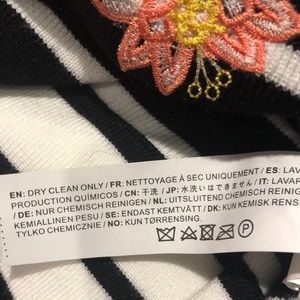 EN: DRY CLEAN ONLY / FR: NETTOYAGE À SEC UNIQUEMENT / ES: LAVAR
PRODUCTION QUÍMICOS / CN: 干洗 / JP: 水洗いはできません / IT: LAVAR
/ DE: NUR CHEMISCH REINIGEN / NL: UITSLUITEND CHEMISCH REINIGEN
KEMIALLINEN PESU / SE: ENDAST KEMTVÄTT / DK: KUN KEMISK RENS
TYLKO CHEMICZNIE / NO: KUN TØRRENSING.
P